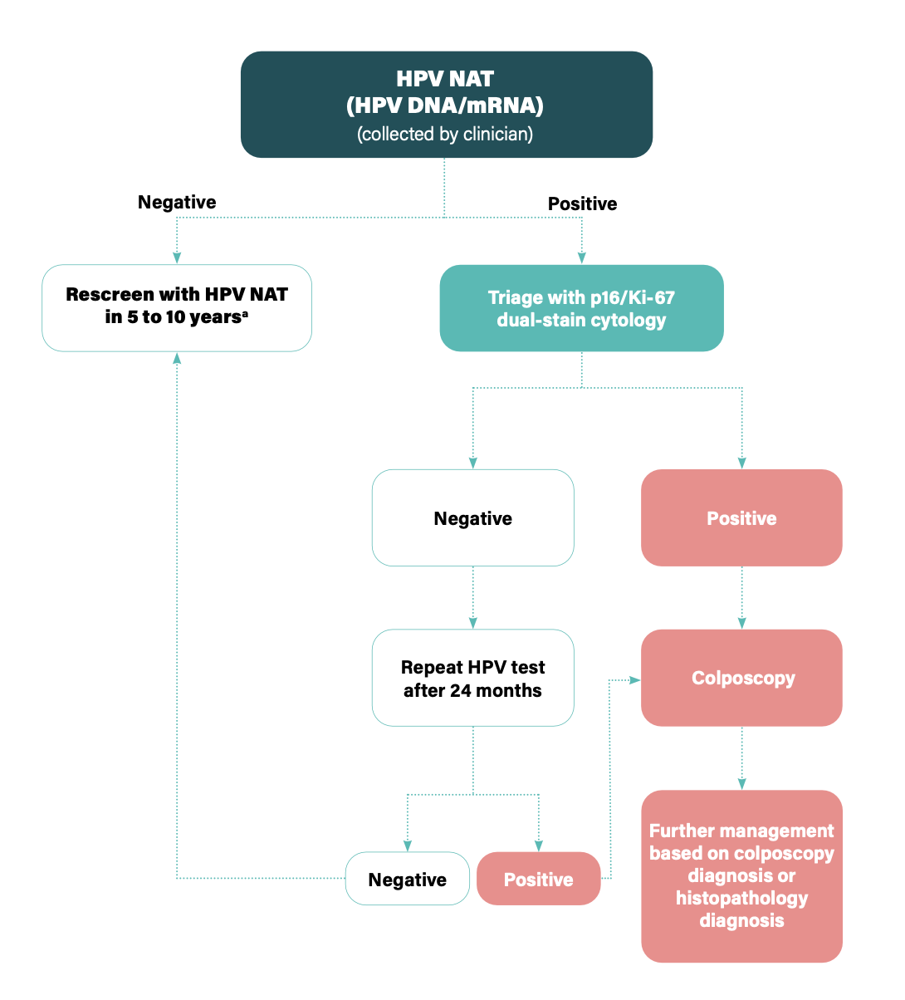 HPV NAT
(HPV DNA/mRNA)
(collected by clinician)
Negative
Positive
Rescreen with HPV NAT
in 5 to 10 yearsᵃ
Triage with p16/Ki-67
dual-stain cytology
Negative
Positive
Repeat HPV test
after 24 months
Colposcopy
Negative
Positive
Further management
based on colposcopy
diagnosis or
histopathology
diagnosis